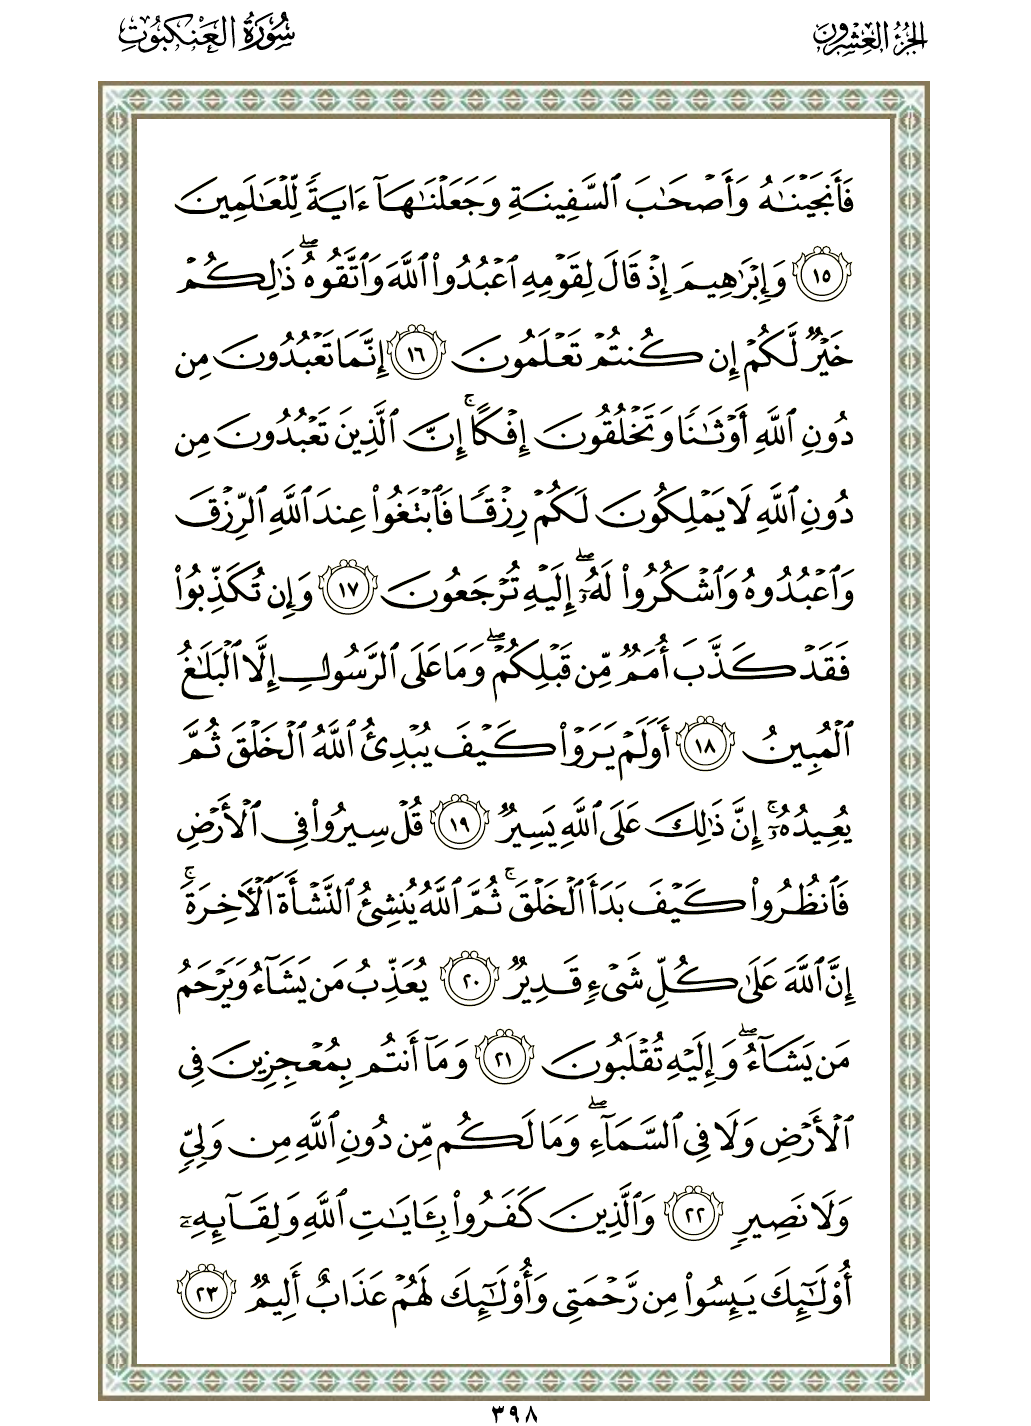 الجزء العشرون
سورة العنكبوت
فَأَنجَيْنَٰهُ وَأَصْحَٰبَ ٱلسَّفِينَةِ وَجَعَلْنَٰهَآ ءَايَةً لِّلْعَٰلَمِينَ
١٥ وَإِبْرَٰهِيمَ إِذْ قَالَ لِقَوْمِهِ ٱعْبُدُوا۟ ٱللَّهَ وَٱتَّقُوهُ ۖ ذَٰلِكُمْ
خَيْرٌ لَّكُمْ إِن كُنتُمْ تَعْلَمُونَ ١٦ إِنَّمَا تَعْبُدُونَ مِن
دُونِ ٱللَّهِ أَوْثَٰنًا وَتَخْلُقُونَ إِفْكًا ۚ إِنَّ ٱلَّذِينَ تَعْبُدُونَ مِن
دُونِ ٱللَّهِ لَا يَمْلِكُونَ لَكُمْ رِزْقًا فَٱبْتَغُوا۟ عِندَ ٱللَّهِ ٱلرِّزْقَ
وَٱعْبُدُوهُ وَٱشْكُرُوا۟ لَهُۥٓ ۖ إِلَيْهِ تُرْجَعُونَ ١٧ وَإِن تُكَذِّبُوا۟
فَقَدْ كَذَّبَ أُمَمٌ مِّن قَبْلِكُمْ ۖ وَمَا عَلَى ٱلرَّسُولِ إِلَّا ٱلْبَلَٰغُ
ٱلْمُبِينُ ١٨ أَوَلَمْ يَرَوْا۟ كَيْفَ يُبْدِئُ ٱللَّهُ ٱلْخَلْقَ ثُمَّ
يُعِيدُهُۥٓ ۚ إِنَّ ذَٰلِكَ عَلَى ٱللَّهِ يَسِيرٌ ١٩ قُلْ سِيرُوا۟ فِى ٱلْأَرْضِ
فَٱنظُرُوا۟ كَيْفَ بَدَأَ ٱلْخَلْقَ ۚ ثُمَّ ٱللَّهُ يُنشِئُ ٱلنَّشْأَةَ ٱلْءَاخِرَةَ ۚ
إِنَّ ٱللَّهَ عَلَىٰ كُلِّ شَىْءٍ قَدِيرٌ ٢٠ يُعَذِّبُ مَن يَشَآءُ وَيَرْحَمُ
مَن يَشَآءُ ۖ وَإِلَيْهِ تُقْلَبُونَ ٢١ وَمَآ أَنتُم بِمُعْجِزِينَ فِى
ٱلْأَرْضِ وَلَا فِى ٱلسَّمَآءِ ۖ وَمَا لَكُم مِّن دُونِ ٱللَّهِ مِن وَلِىٍّ
وَلَا نَصِيرٍ ٢٢ وَٱلَّذِينَ كَفَرُوا۟ بِـَٔايَٰتِ ٱللَّهِ وَلِقَآئِهِۦٓ
أُو۟لَٰٓئِكَ يَئِسُوا۟ مِن رَّحْمَتِى وَأُو۟لَٰٓئِكَ لَهُمْ عَذَابٌ أَلِيمٌ ٢٣
٣٩٨